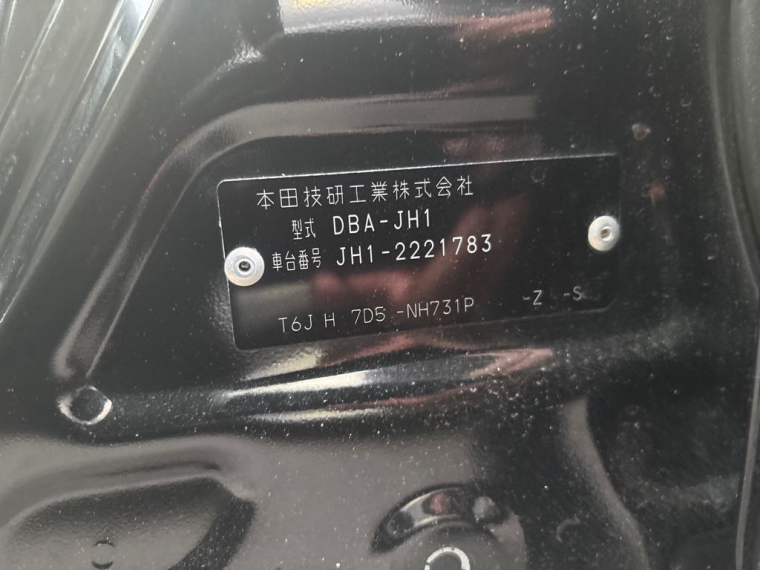 本田技研工業株式会社
型式 DBA-JH1
車台番号 JH1-2221783
T6J H 7D5 -NH731P -Z -S